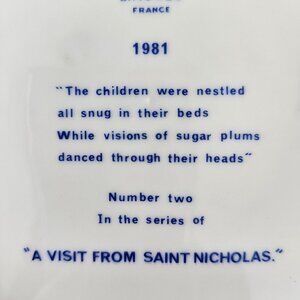 FRANCE
1981
"The children were nestled
all snug in their beds
While visions of sugar plums
danced through their heads"
Number two
In the series of
"A VISIT FROM SAINT NICHOLAS."